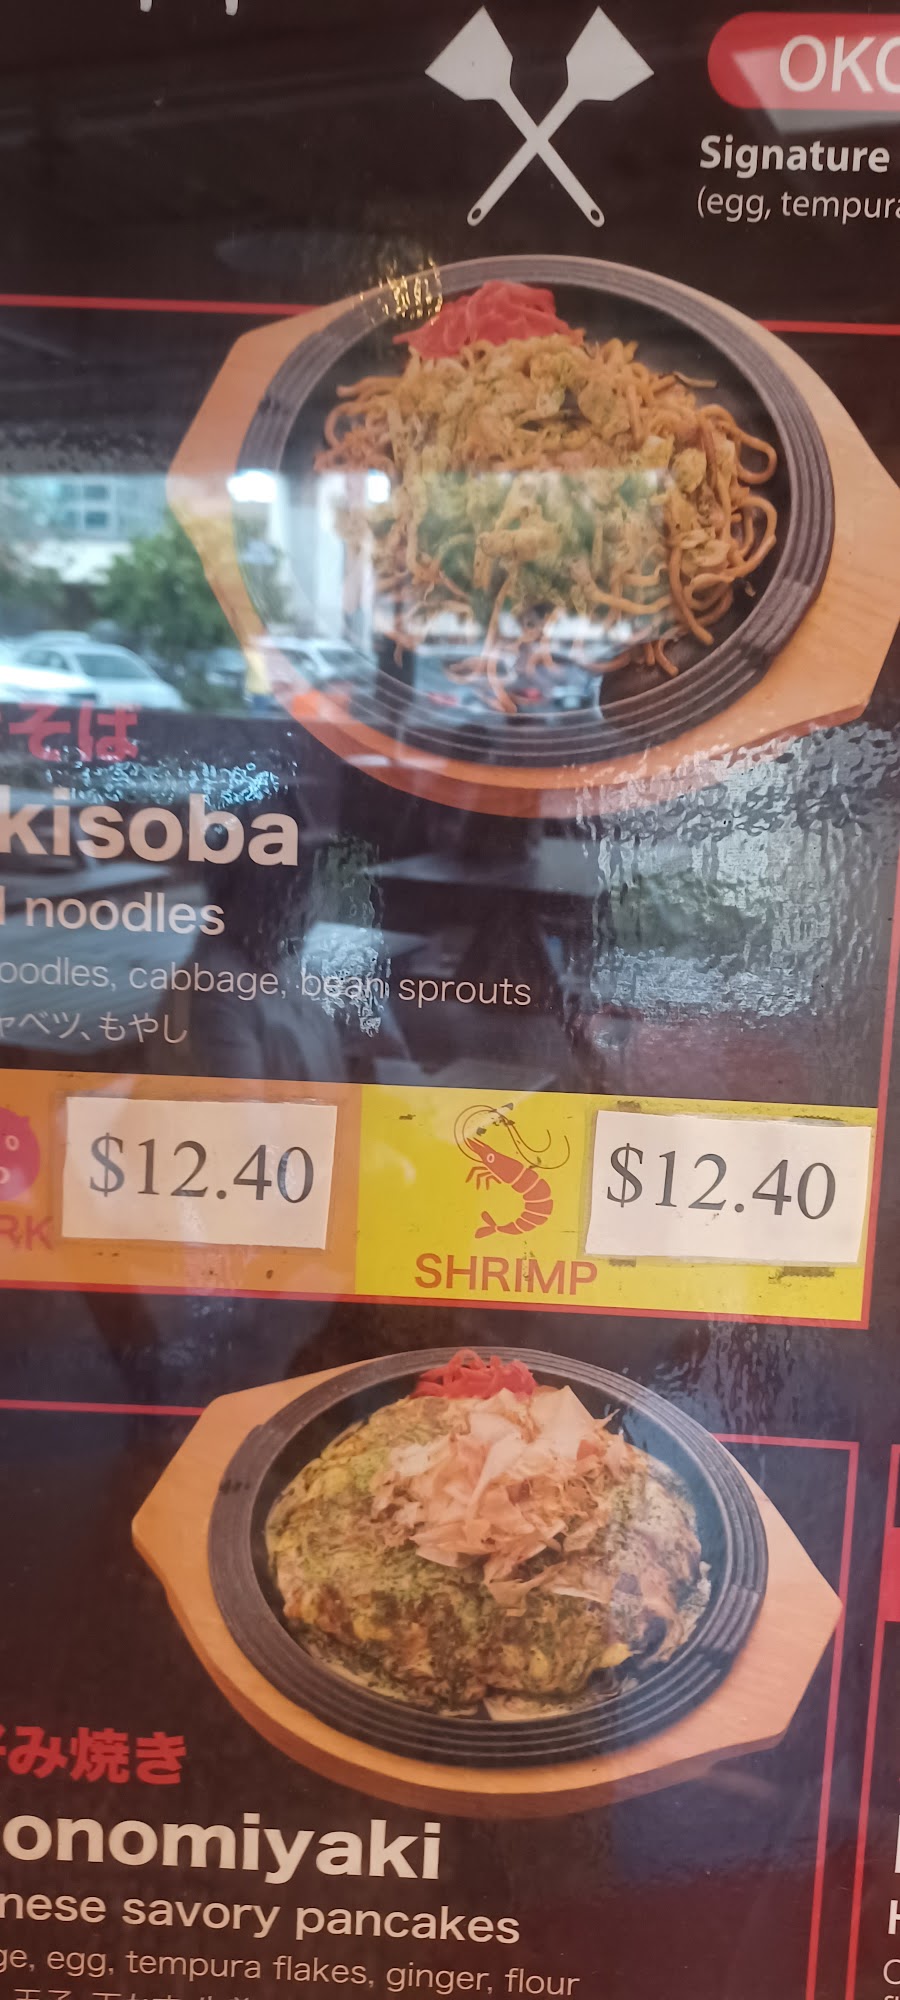 OKO
Signature
(egg, tempura
そば
kisoba
noodles
oodles, cabbage, bean sprouts
ャベツ、もやし
$12.40
RK
$12.40
SHRIMP
み焼き
onomiyaki
nese savory pancakes
ge, egg, tempura flakes, ginger, flour
H